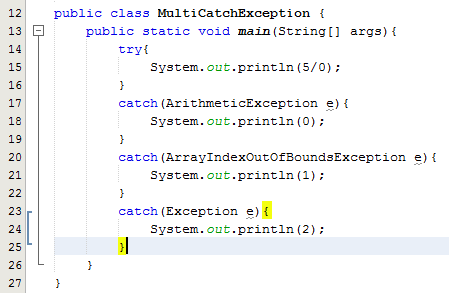 12 public class MultiCatchException {
13 public static void main(String[] args){
14 try{
15 System.out.println(5/0);
16 }
17 catch(ArithmeticException e){
18 System.out.println(0);
19 }
20 catch(ArrayIndexOutOfBoundsException e){
21 System.out.println(1);
22 }
23 catch(Exception e){
24 System.out.println(2);
25 }
26 }
27 }